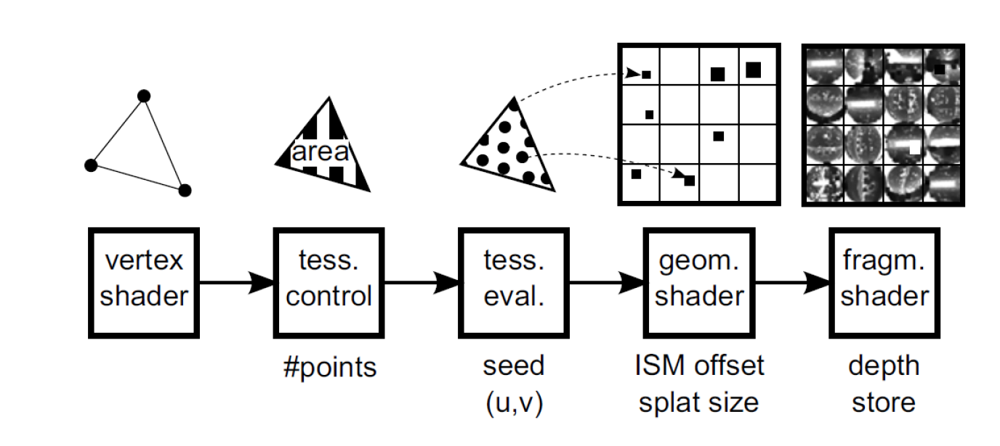 area
vertex
shader
tess.
control
tess.
eval.
geom.
shader
fragm.
shader
#points
seed
(u,v)
ISM offset
splat size
depth
store